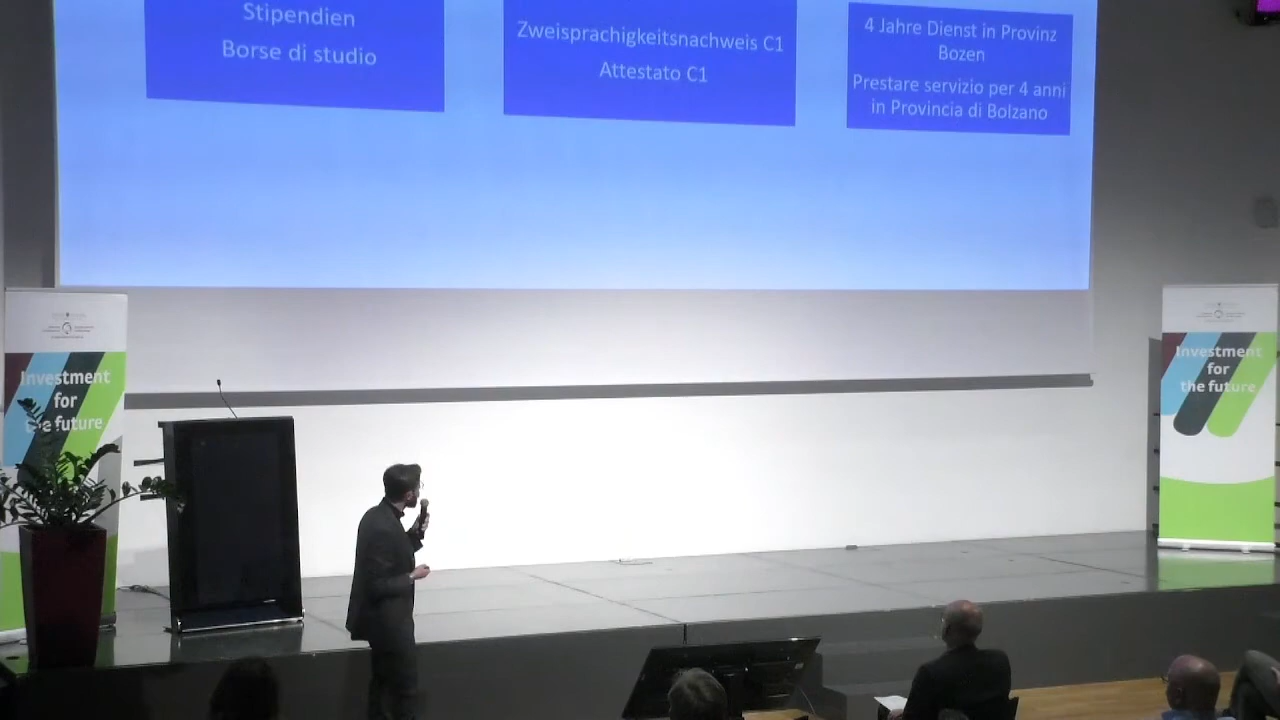 Stipendien
Borse di studio
Zweisprachigkeitsnachweis C1
Attestato C1
4 Jahre Dienst in Provinz
Bozen
Prestare servizio per 4 anni
in Provincia di Bolzano
Investment
for
the future
Investment
for
the future